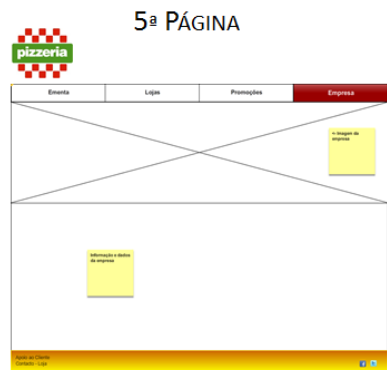 5ª PÁGINA
pizzeria
Ementa Lojas Promoções Empresa
<- Imagem da
empresa
Informação e dados
da empresa
Apoio ao Cliente
Contacto - Loja